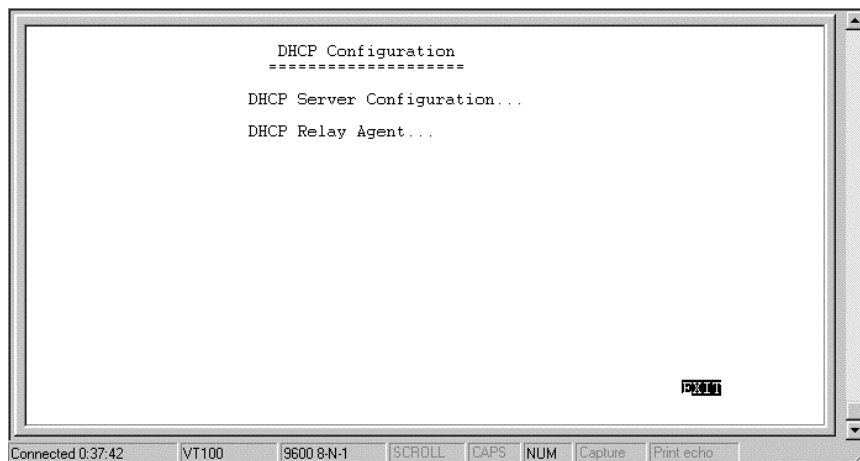 DHCP Configuration
====================
DHCP Server Configuration...
DHCP Relay Agent...
EXIT
Connected 0:37:42 VT100 9600 8-N-1 SCROLL CAPS NUM Capture Print echo